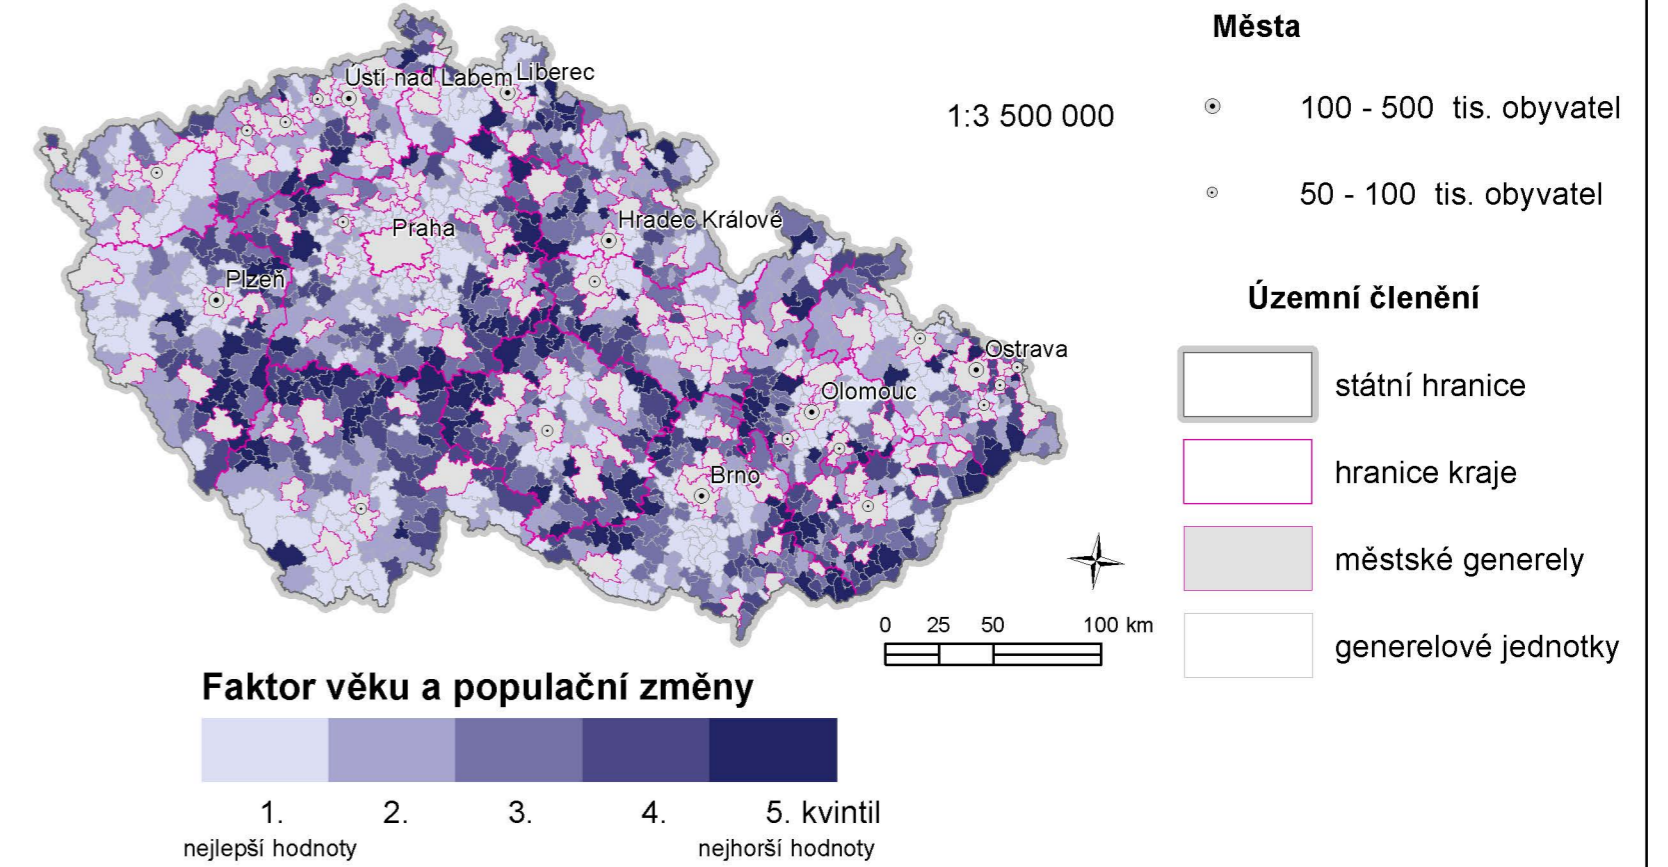 Města
Ústí nad Labem
Liberec
1:3 500 000
100 - 500 tis. obyvatel
50 - 100 tis. obyvatel
Praha
Hradec Králové
Plzeň
Územní členění
Ostrava
státní hranice
Olomouc
Brno
hranice kraje
městské generely
0 25 50 100 km
generelové jednotky
Faktor věku a populační změny
1. 2. 3. 4. 5. kvintil
nejlepší hodnoty nejhorší hodnoty